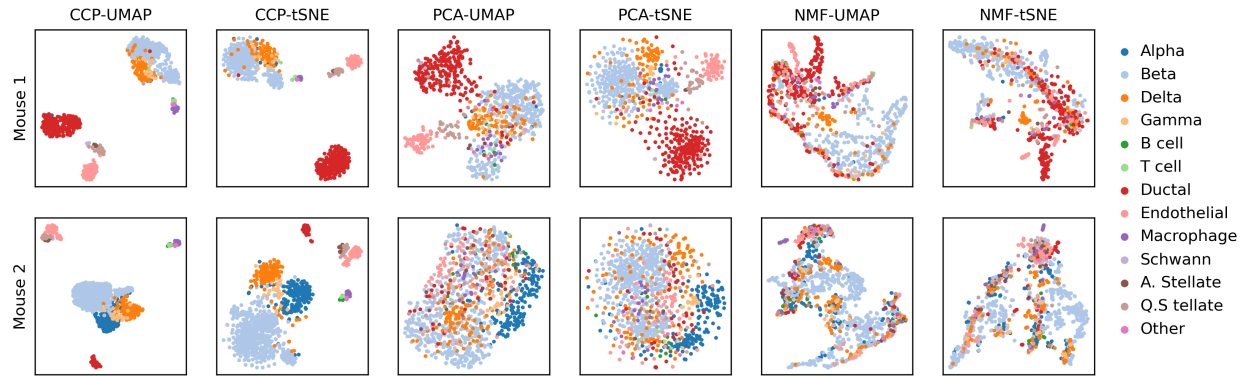 CCP-UMAP
CCP-tSNE
PCA-UMAP
PCA-tSNE
NMF-UMAP
NMF-tSNE
Mouse 1
Mouse 2
Alpha
Beta
Delta
Gamma
B cell
T cell
Ductal
Endothelial
Macrophage
Schwann
A. Stellate
Q.S tellate
Other